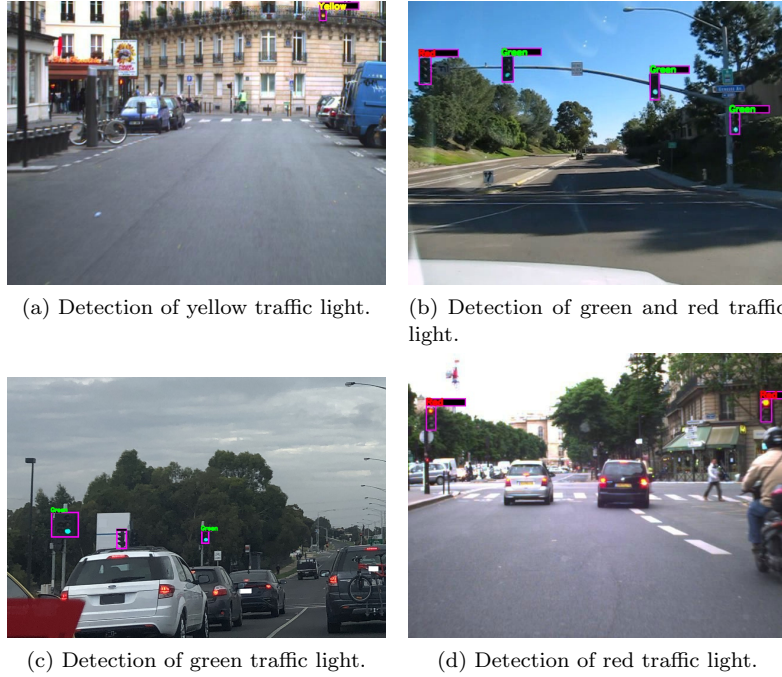 Yellow
(a) Detection of yellow traffic light.
Red
Green
Green
Green
(b) Detection of green and red traffic
light.
Green
Green
(c) Detection of green traffic light.
Red
Red
(d) Detection of red traffic light.